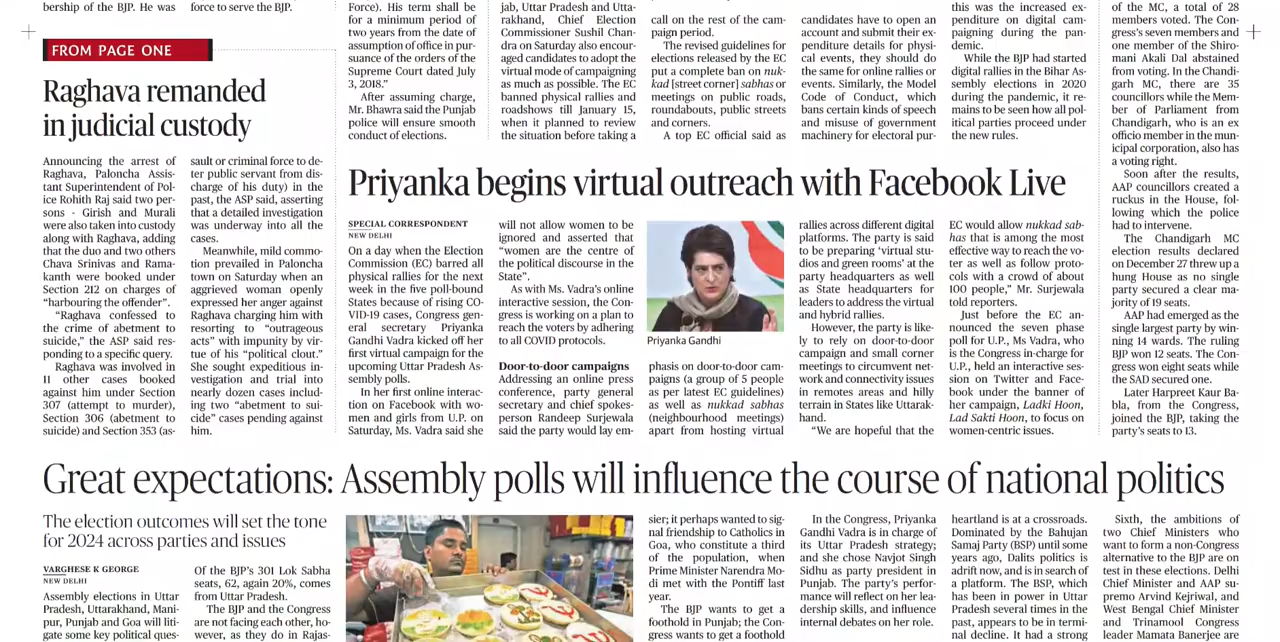 bership of the BJP. He was
force to serve the BJP.
FROM PAGE ONE
Raghava remanded
in judicial custody
Announcing the arrest of
Raghava, Paloncha Assis-
tant Superintendent of Pol-
ice Rohith Raj said two per-
sons - Girish and Murali
were also taken into custody
along with Raghava, adding
that the duo and two others
Chava Srinivas and Rama-
kanth were booked under
Section 212 on charges of
"harbouring the offender".
"Raghava confessed to
the crime of abetment to
suicide," the ASP said res-
ponding to a specific query.
Raghava was involved in
11 other cases booked
against him under Section
307 (attempt to murder),
Section 306 (abetment to
suicide) and Section 353 (as-
sault or criminal force to de-
ter public servant from dis-
charge of his duty) in the
past, the ASP said, asserting
that a detailed investigation
was underway into all the
cases.
Meanwhile, mild commo-
tion prevailed in Paloncha
town on Saturday when an
aggrieved woman openly
expressed her anger against
Raghava charging him with
resorting to "outrageous
acts" with impunity by vir-
tue of his "political clout."
She sought expeditious in-
vestigation and trial into
nearly dozen cases includ-
ing two "abetment to sui-
cide" cases pending against
him.
Force). His term shall be
for a minimum period of
two years from the date of
assumption of office in pur-
suance of the orders of the
Supreme Court dated July
3, 2018."
After assuming charge,
Mr. Bhawra said the Punjab
police will ensure smooth
conduct of elections.
jab, Uttar Pradesh and Utta-
rakhand, Chief Election
Commissioner Sushil Chan-
dra on Saturday also encour-
aged candidates to adopt the
virtual mode of campaigning
as much as possible. The EC
banned physical rallies and
roadshows till January 15,
when it planned to review
the situation before taking a
call on the rest of the cam-
paign period.
The revised guidelines for
elections released by the EC
put a complete ban on nuk-
kad [street corner] sabhas or
meetings on public roads,
roundabouts, public streets
and corners.
A top EC official said as
candidates have to open an
account and submit their ex-
penditure details for physi-
cal events, they should do
the same for online rallies or
events. Similarly, the Model
Code of Conduct, which
bans certain kinds of speech
and misuse of government
machinery for electoral pur-
this was the increased ex-
penditure on digital cam-
paigning during the pan-
demic.
While the BJP had started
digital rallies in the Bihar As-
sembly elections in 2020
during the pandemic, it re-
mains to be seen how all pol-
itical parties proceed under
the new rules.
of the MC, a total of 28
members voted. The Con-
gress's seven members and
one member of the Shiro-
mani Akali Dal abstained
from voting. In the Chandi-
garh MC, there are 35
councillors while the Mem-
ber of Parliament from
Chandigarh, who is an ex
officio member in the mun-
icipal corporation, also has
a voting right.
Soon after the results,
AAP councillors created a
ruckus in the House, fol-
lowing which the police
had to intervene.
The Chandigarh MC
election results declared
on December 27 threw up a
hung House as no single
party secured a clear ma-
jority of 19 seats.
AAP had emerged as the
single largest party by win-
ning 14 wards. The ruling
BJP won 12 seats. The Con-
gress won eight seats while
the SAD secured one.
Later Harpreet Kaur Ba-
bla, from the Congress,
joined the BJP, taking the
party's seats to 13.
Priyanka begins virtual outreach with Facebook Live
SPECIAL CORRESPONDENT
NEW DELHI
On a day when the Election
Commission (EC) barred all
physical rallies for the next
week in the five poll-bound
States because of rising CO-
VID-19 cases, Congress gen-
eral secretary Priyanka
Gandhi Vadra kicked off her
first virtual campaign for the
upcoming Uttar Pradesh As-
sembly polls.
In her first online interac-
tion on Facebook with wo-
men and girls from U.P. on
Saturday, Ms. Vadra said she
will not allow women to be
ignored and asserted that
"women are the centre of
the political discourse in the
State".
As with Ms. Vadra's online
interactive session, the Con-
gress is working on a plan to
reach the voters by adhering
to all COVID protocols.
Door-to-door campaigns
Addressing an online press
conference, party general
secretary and chief spokes-
person Randeep Surjewala
said the party would lay em-
Priyanka Gandhi
phasis on door-to-door cam-
paigns (a group of 5 people
as per latest EC guidelines)
as well as nukkad sabhas
(neighbourhood meetings)
apart from hosting virtual
rallies across different digital
platforms. The party is said
to be preparing 'virtual stu-
dios and green rooms' at the
party headquarters as well
as State headquarters for
leaders to address the virtual
and hybrid rallies.
However, the party is like-
ly to rely on door-to-door
campaign and small corner
meetings to circumvent net-
work and connectivity issues
in remote areas and hilly
terrain in States like Uttarak-
hand.
"We are hopeful that the
EC would allow nukkad sab-
has that is among the most
effective way to reach the vo-
ter as well as follow proto-
cols with a crowd of about
100 people," Mr. Surjewala
told reporters.
Just before the EC an-
nounced the seven phase
poll for U.P., Ms Vadra, who
is the Congress in-charge for
U.P., held an interactive ses-
sion on Twitter and Face-
book under the banner of
her campaign, Ladki Hoon,
Lad Sakti Hoon, to focus on
women-centric issues.
Great expectations: Assembly polls will influence the course of national politics
The election outcomes will set the tone
for 2024 across parties and issues
VARGHESE K GEORGE
NEW DELHI
Assembly elections in Uttar
Pradesh, Uttarakhand, Mani-
pur, Punjab and Goa will liti-
gate some key political ques-
Of the BJP's 301 Lok Sabha
seats, 62, again 20%, comes
from Uttar Pradesh.
The BJP and the Congress
are not facing each other, ho-
wever, as they do in Rajas-
sier; it perhaps wanted to sig-
nal friendship to Catholics in
Goa, who constitute a third
of the population, when
Prime Minister Narendra Mo-
di met with the Pontiff last
year.
The BJP wants to get a
foothold in Punjab; the Con-
gress wants to get a foothold
In the Congress, Priyanka
Gandhi Vadra is in charge of
its Uttar Pradesh strategy;
and she chose Navjot Singh
Sidhu as party president in
Punjab. The party's perfor-
mance will reflect on her lea-
dership skills, and influence
internal debates on her role.
heartland is at a crossroads.
Dominated by the Bahujan
Samaj Party (BSP) until some
years ago, Dalits politics is
adrift now, and is in search of
a platform. The BSP, which
has been in power in Uttar
Pradesh several times in the
past, appears to be in termi-
nal decline. It had a strong
Sixth, the ambitions of
two Chief Ministers who
want to form a non-Congress
alternative to the BJP are on
test in these elections. Delhi
Chief Minister and AAP su-
premo Arvind Kejriwal, and
West Bengal Chief Minister
and Trinamool Congress
leader Mamata Banerjee are